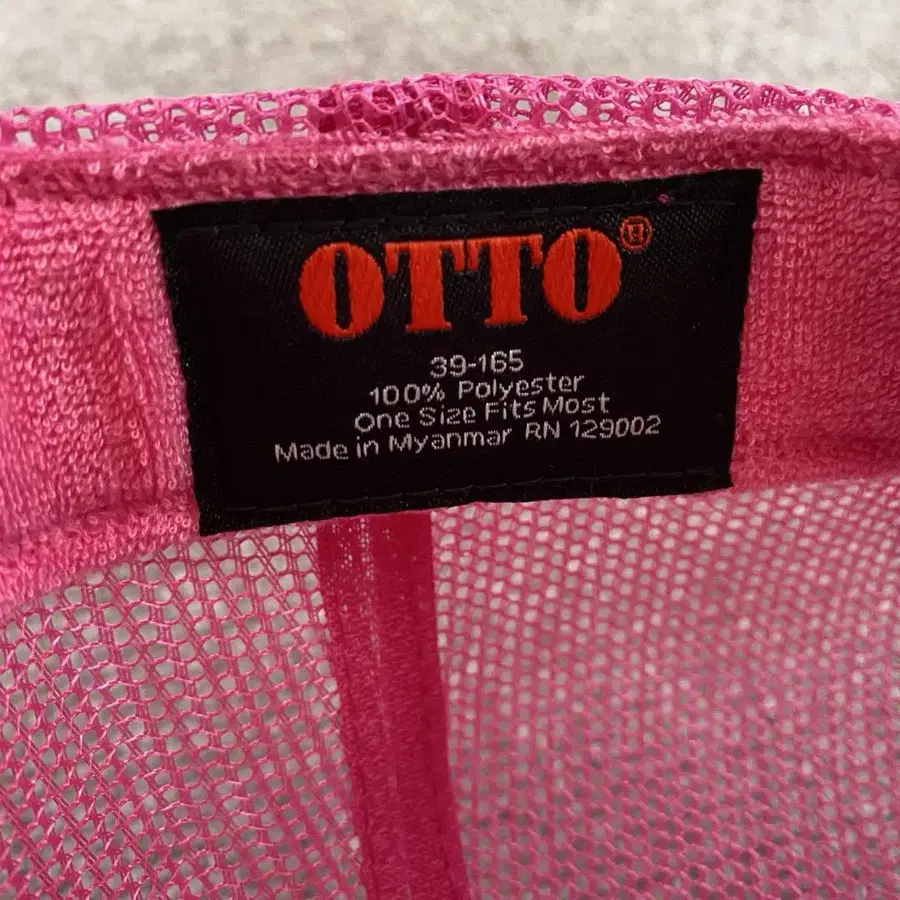 OTTO®
39-165
100% Polyester
One Size Fits Most
Made in Myanmar RN 129002